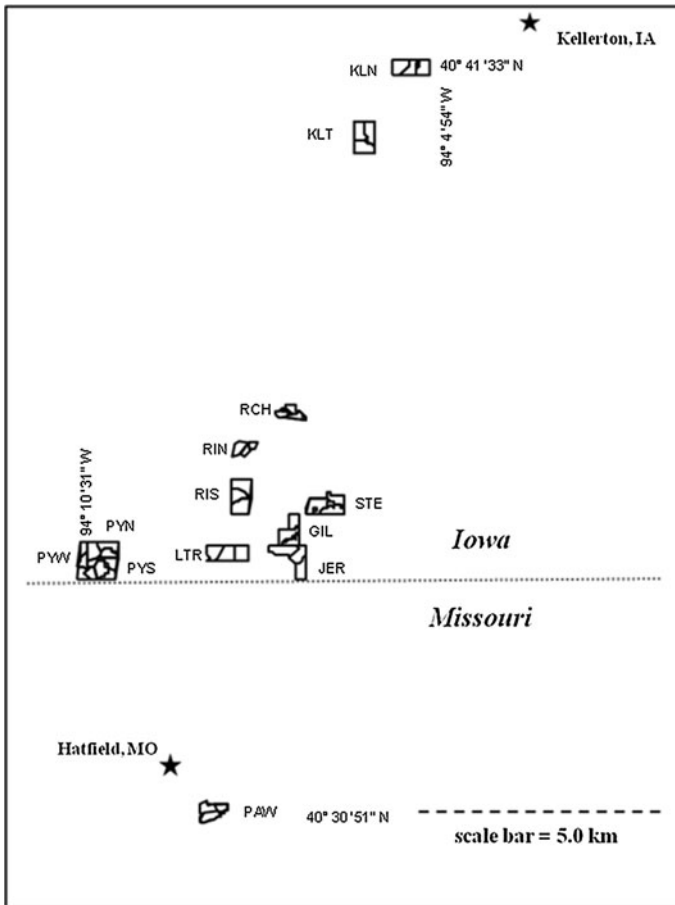 Kellerton, IA
KLN
40° 41 '33" N
94° 4 '54" W
KLT
RCH
RIN
94° 10 '31" W
RIS
STE
PYN
GIL
Iowa
PYW
LTR
PYS
JER
Missouri
Hatfield, MO
PAW
40° 30 '51" N
scale bar = 5.0 km